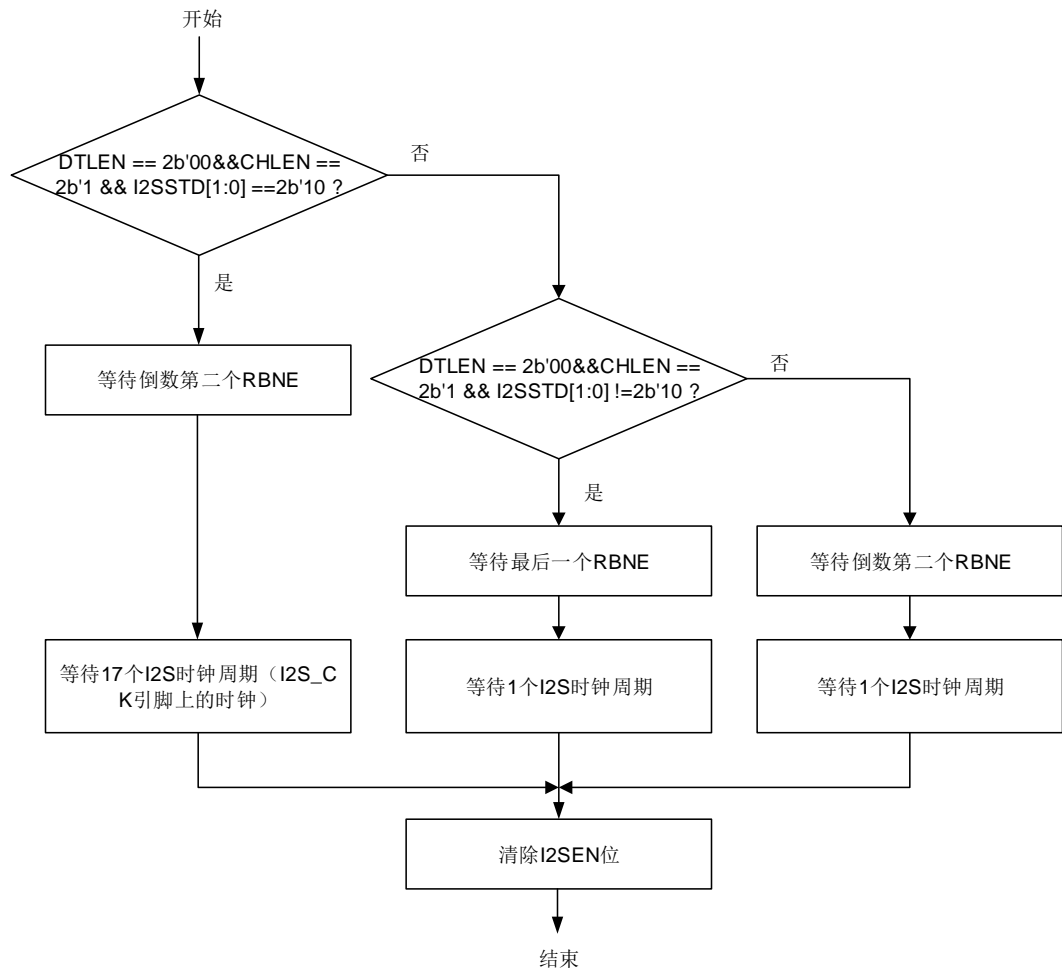 开始
DTLEN == 2b'00&&CHLEN ==
2b'1 && I2SSTD[1:0] ==2b'10 ?
否
是
等待倒数第二个RBNE
DTLEN == 2b'00&&CHLEN ==
2b'1 && I2SSTD[1:0] !=2b'10 ?
否
是
等待最后一个RBNE
等待倒数第二个RBNE
等待17个I2S时钟周期（I2S_C
K引脚上的时钟）
等待1个I2S时钟周期
等待1个I2S时钟周期
清除I2SEN位
结束